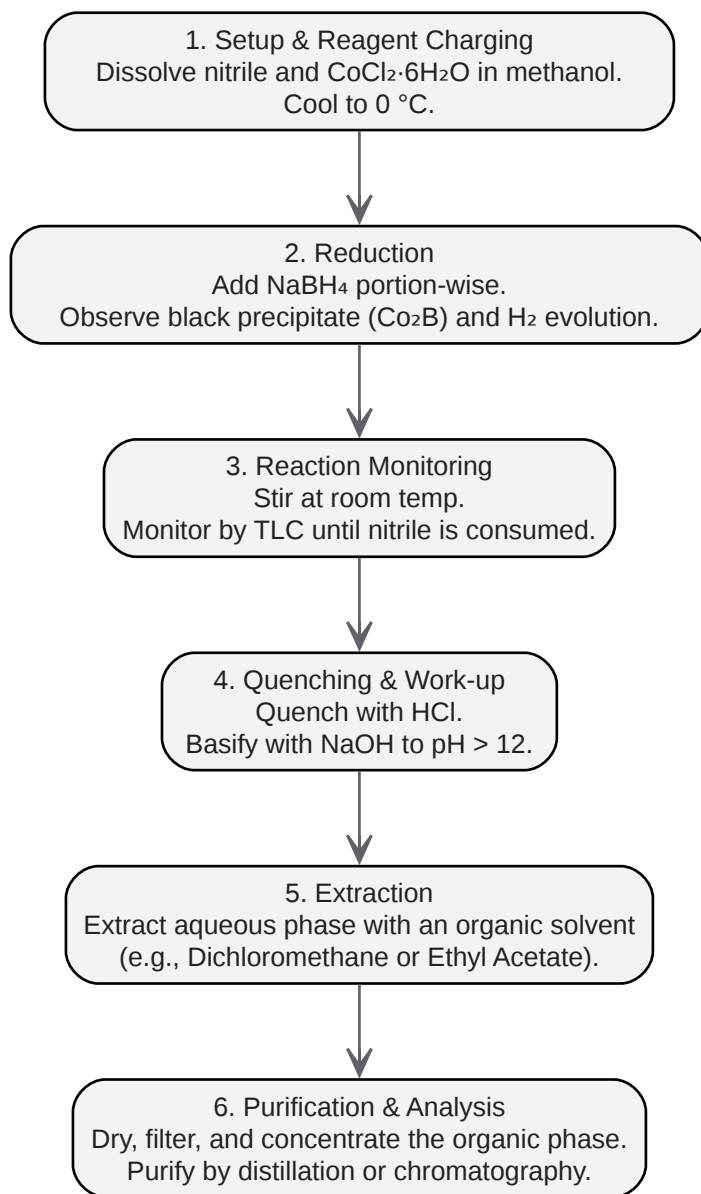 1. Setup & Reagent Charging
Dissolve nitrile and CoCl₂·6H₂O in methanol.
Cool to 0 °C.
2. Reduction
Add NaBH₄ portion-wise.
Observe black precipitate (Co₂B) and H₂ evolution.
3. Reaction Monitoring
Stir at room temp.
Monitor by TLC until nitrile is consumed.
4. Quenching & Work-up
Quench with HCl.
Basify with NaOH to pH > 12.
5. Extraction
Extract aqueous phase with an organic solvent
(e.g., Dichloromethane or Ethyl Acetate).
6. Purification & Analysis
Dry, filter, and concentrate the organic phase.
Purify by distillation or chromatography.